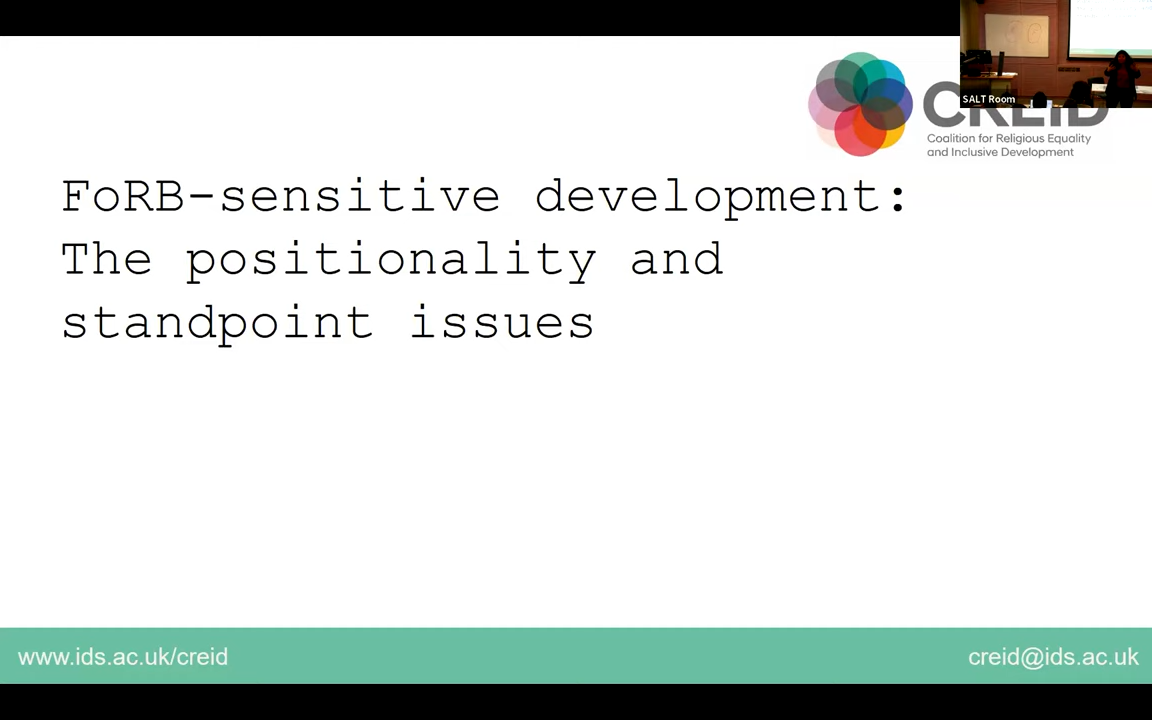 SALT Room
CREID
Coalition for Religious Equality
and Inclusive Development
FoRB-sensitive development:
The positionality and
standpoint issues
www.ids.ac.uk/creid
creid@ids.ac.uk